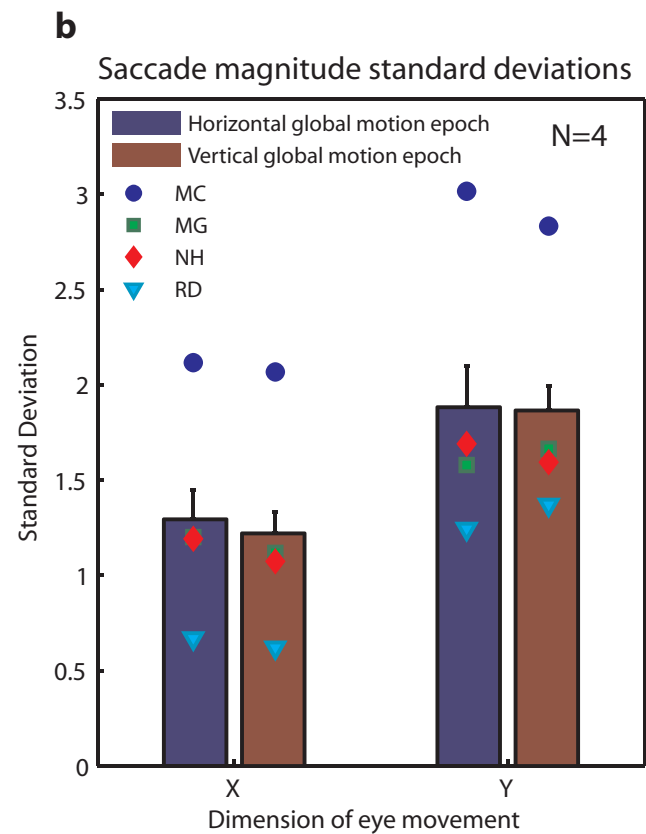 b
Saccade magnitude standard deviations
3.5
Horizontal global motion epoch
N=4
Vertical global motion epoch
3
MC
MG
NH
2.5
RD
2
Standard Deviation
1.5
1
0.5
0
X
Y
Dimension of eye movement